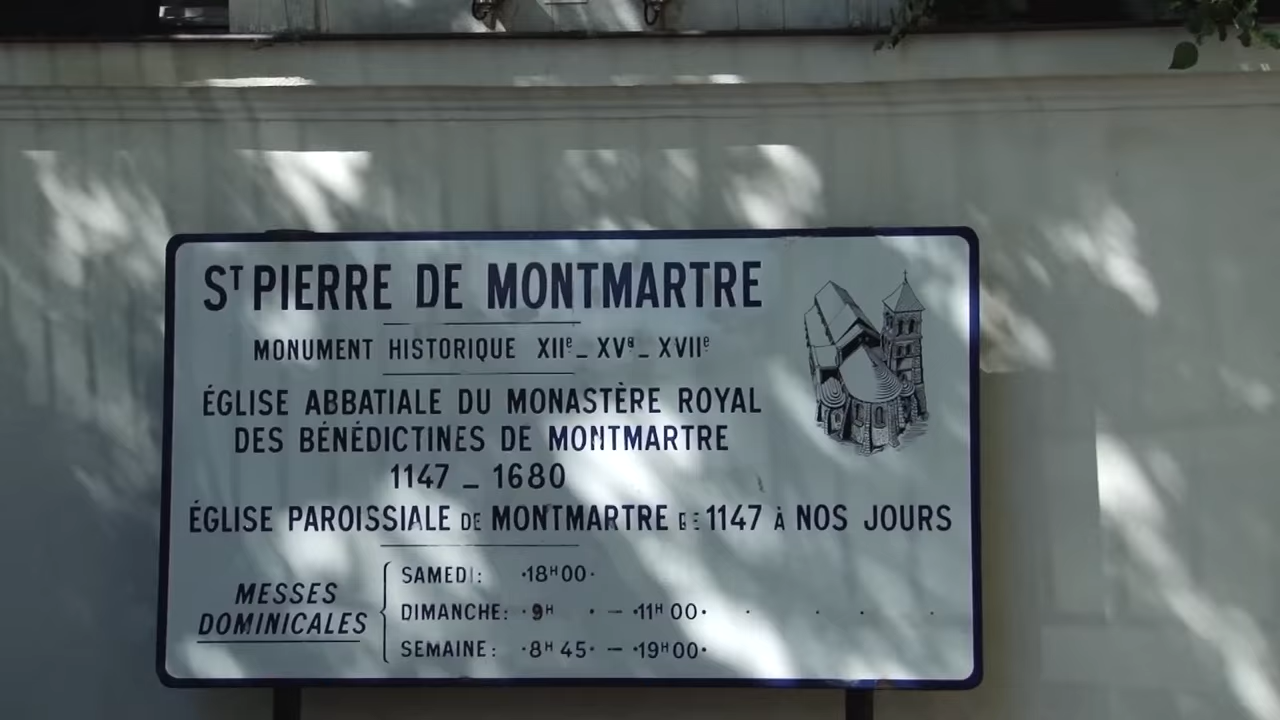 ST PIERRE DE MONTMARTRE
MONUMENT HISTORIQUE XIIe - XVe - XVIIe
ÉGLISE ABBATIALE DU MONASTÈRE ROYAL
DES BÉNÉDICTINES DE MONTMARTRE
1147 - 1680
ÉGLISE PAROISSIALE DE MONTMARTRE DE 1147 À NOS JOURS
MESSES DOMINICALES
SAMEDI: ·18H00·
DIMANCHE: ·9H · - ·11H 00·
SEMAINE: ·8H 45· - ·19H00·